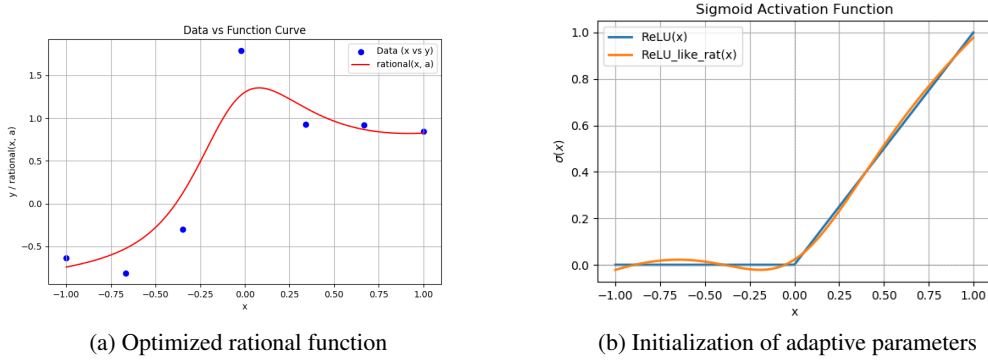 Data vs Function Curve
Data (x vs y)
rational(x, a)
y / rational(x, a)
1.5
1.0
0.5
0.0
−0.5
−1.00 −0.75 −0.50 −0.25 0.00 0.25 0.50 0.75 1.00
x
(a) Optimized rational function
Sigmoid Activation Function
ReLU(x)
ReLU_like_rat(x)
σ(x)
1.0
0.8
0.6
0.4
0.2
0.0
−1.00 −0.75 −0.50 −0.25 0.00 0.25 0.50 0.75 1.00
x
(b) Initialization of adaptive parameters